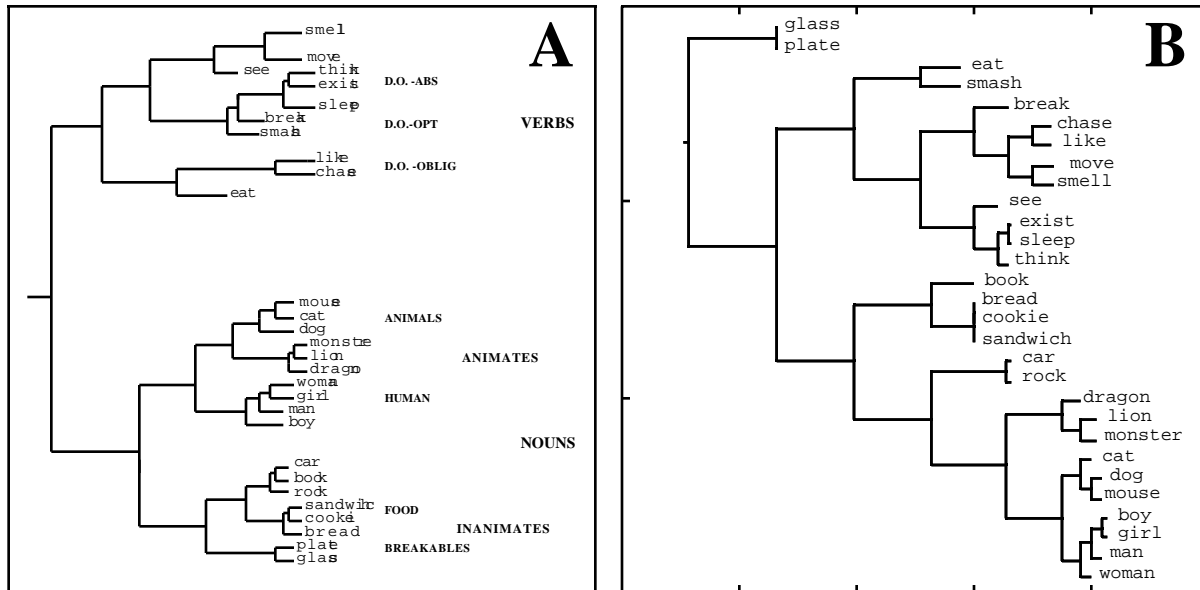 A
smell
move
see
think
exist
D.O. -ABS
sleep
break
smash
D.O.-OPT
VERBS
like
chase
D.O. -OBLIG
eat
mouse
cat
dog
ANIMALS
monster
lion
dragon
ANIMATES
woman
girl
man
boy
HUMAN
NOUNS
car
book
rock
sandwich
cookie
bread
FOOD
INANIMATES
plate
glass
BREAKABLES
B
glass
plate
eat
smash
break
chase
like
move
smell
see
exist
sleep
think
book
bread
cookie
sandwich
car
rock
dragon
lion
monster
cat
dog
mouse
boy
girl
man
woman